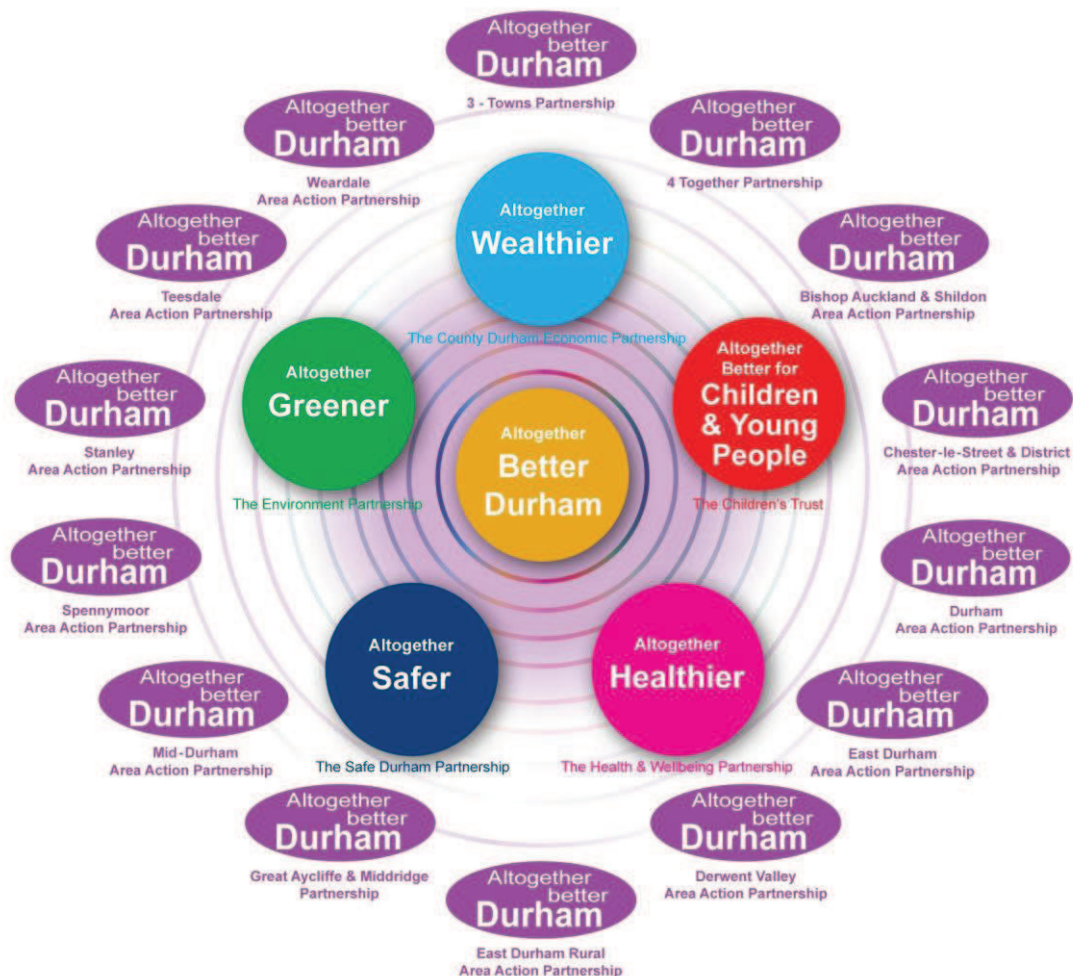 Altogether
better
Durham
3 - Towns Partnership
Altogether
better
Durham
Weardale
Area Action Partnership
Altogether
better
Durham
4 Together Partnership
Altogether
Wealthier
The County Durham Economic Partnership
Altogether
better
Durham
Teesdale
Area Action Partnership
Altogether
better
Durham
Bishop Auckland & Shildon
Area Action Partnership
Altogether
Greener
The Environment Partnership
Altogether
Better for
Children
& Young
People
The Children's Trust
Altogether
better
Durham
Stanley
Area Action Partnership
Altogether
Better
Durham
Altogether
better
Durham
Chester-le-Street & District
Area Action Partnership
Altogether
better
Durham
Spennymoor
Area Action Partnership
Altogether
better
Durham
Durham
Area Action Partnership
Altogether
Safer
The Safe Durham Partnership
Altogether
Healthier
The Health & Wellbeing Partnership
Altogether
better
Durham
Mid-Durham
Area Action Partnership
Altogether
better
Durham
East Durham
Area Action Partnership
Altogether
better
Durham
Great Aycliffe & Middridge
Partnership
Altogether
better
Durham
Derwent Valley
Area Action Partnership
Altogether
better
Durham
East Durham Rural
Area Action Partnership